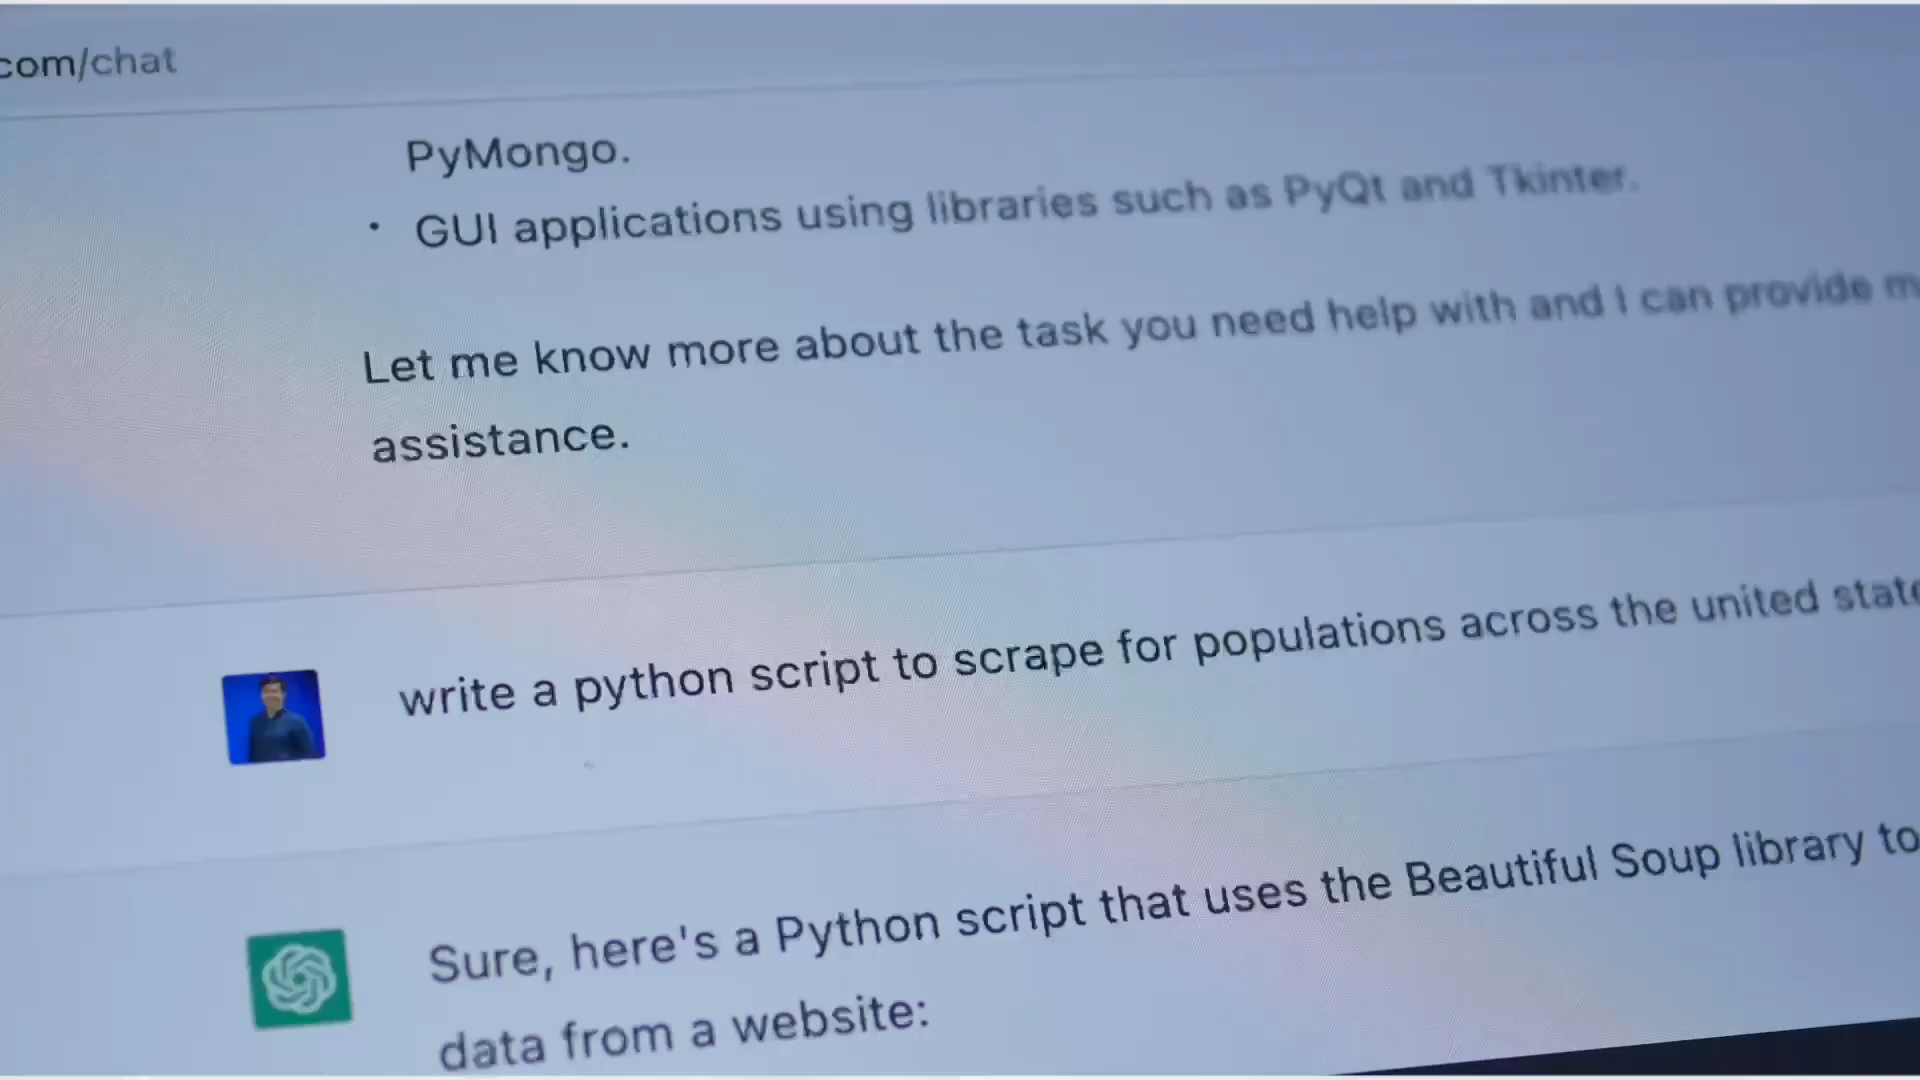 com/chat
PyMongo.
• GUI applications using libraries such as PyQt and Tkinter.
Let me know more about the task you need help with and I can provide
assistance.
write a python script to scrape for populations across the united
Sure, here's a Python script that uses the Beautiful Soup library to
data from a website: